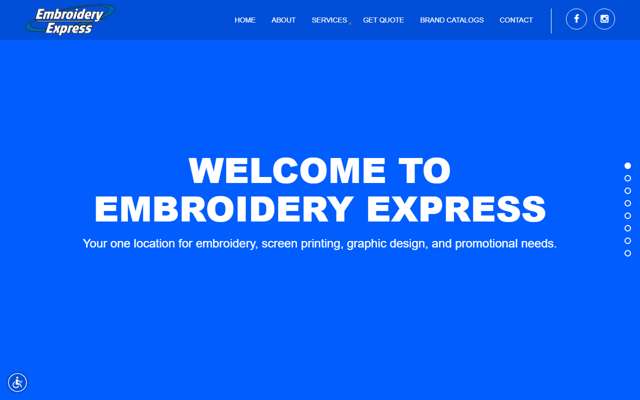 Embroidery
Express
HOME ABOUT SERVICES GET QUOTE BRAND CATALOGS CONTACT
WELCOME TO
EMBROIDERY EXPRESS
Your one location for embroidery, screen printing, graphic design, and promotional needs.